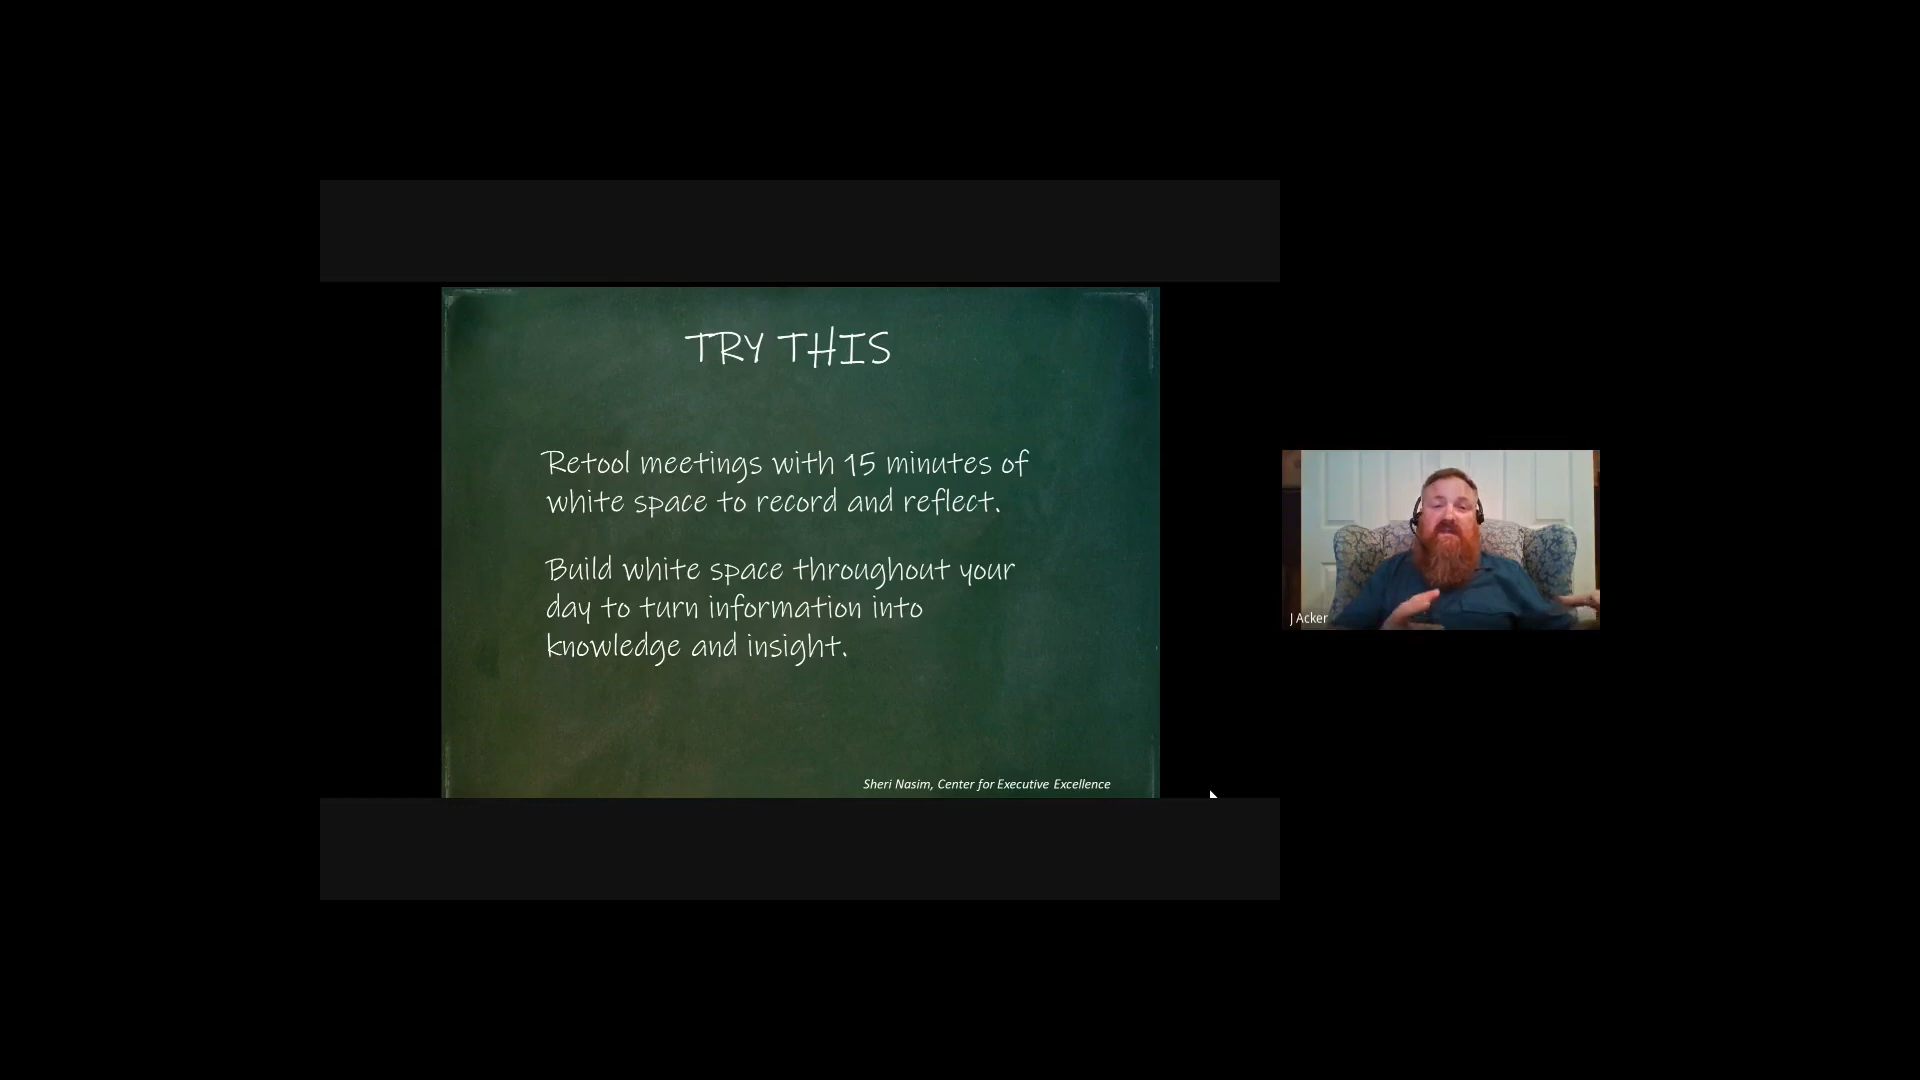 TRY THIS
Retool meetings with 15 minutes of
white space to record and reflect.
Build white space throughout your
day to turn information into
knowledge and insight.
Sheri Nasim, Center for Executive Excellence
J Acker